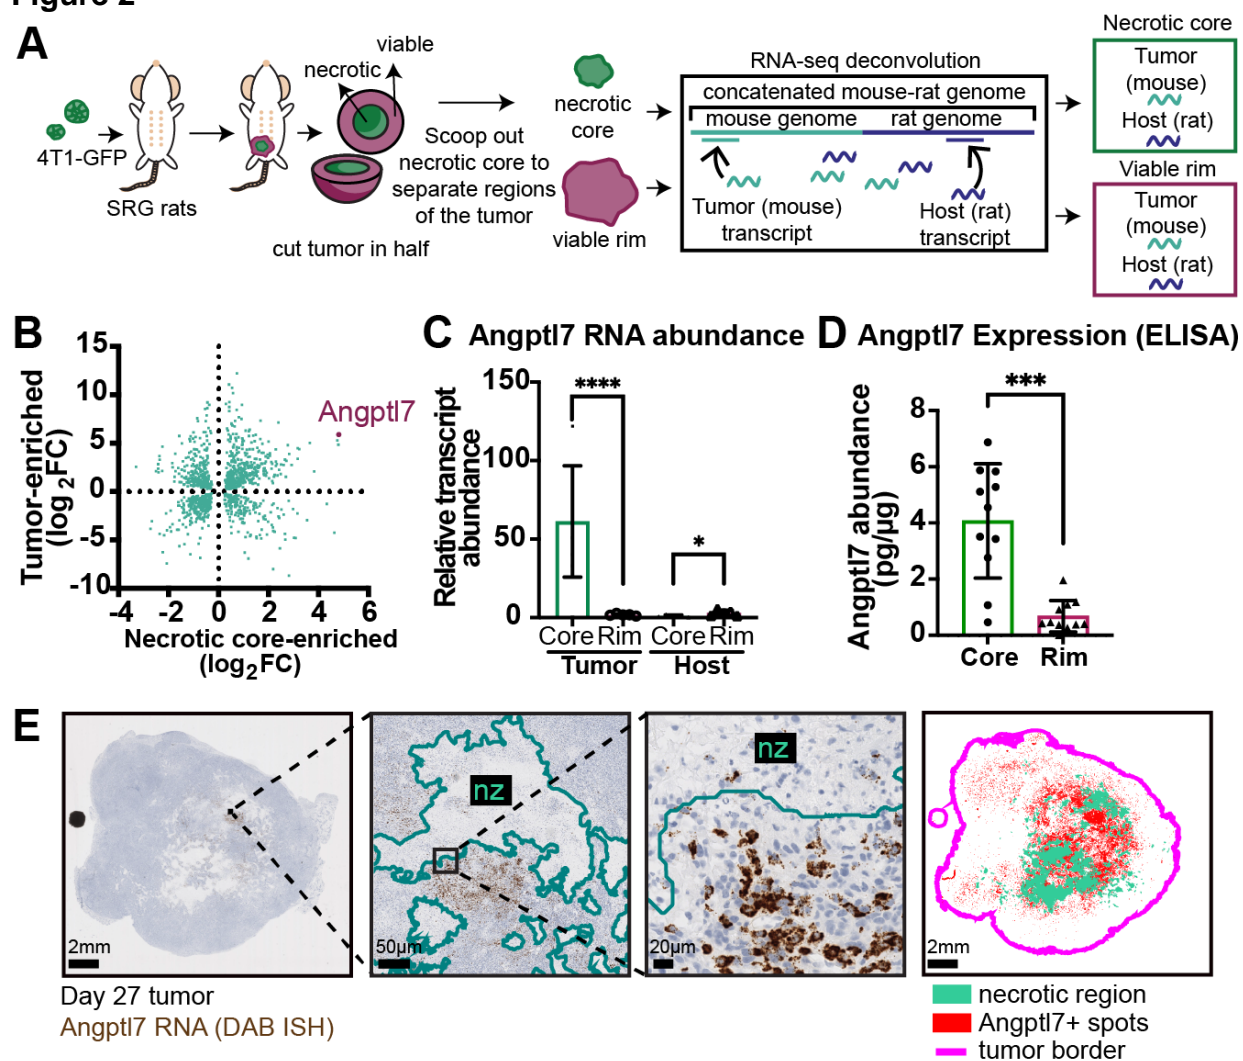 Figure 2
A
4T1-GFP
SRG rats
necrotic
viable
cut tumor in half
Scoop out
necrotic core to
separate regions
of the tumor
necrotic
core
viable rim
RNA-seq deconvolution
concatenated mouse-rat genome
mouse genome
rat genome
Tumor (mouse)
transcript
Host (rat)
transcript
Necrotic core
Tumor
(mouse)
Host (rat)
Viable rim
Tumor
(mouse)
Host (rat)
B
Tumor-enriched
(log 2FC)
15
10
5
0
-5
-10
-4
-2
0
2
4
6
Angptl7
Necrotic core-enriched
(log2FC)
C
Angptl7 RNA abundance
Relative transcript
abundance
150
100
50
0
****
*
Core Rim
Core Rim
Tumor
Host
D
Angptl7 Expression (ELISA)
Angptl7 abundance
(pg/µg)
8
6
4
2
0
***
Core
Rim
E
2mm
nz
50µm
nz
20µm
2mm
Day 27 tumor
Angptl7 RNA (DAB ISH)
necrotic region
Angptl7+ spots
tumor border